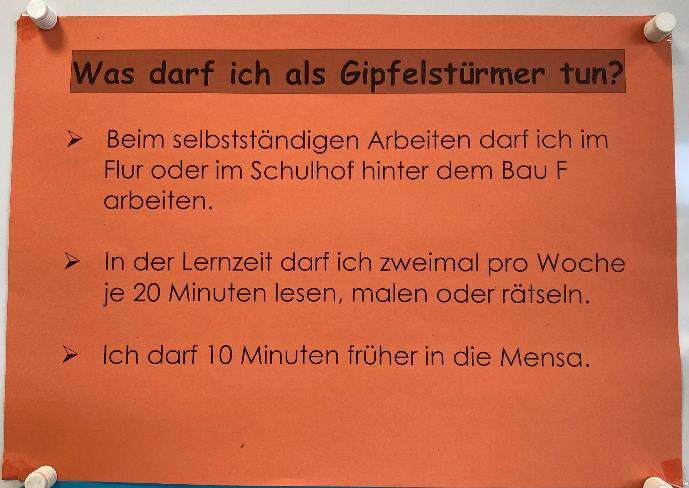 Was darf ich als Gipfelstürmer tun?
➢ Beim selbstständigen Arbeiten darf ich im
Flur oder im Schulhof hinter dem Bau F
arbeiten.
➢ In der Lernzeit darf ich zweimal pro Woche
je 20 Minuten lesen, malen oder rätseln.
➢ Ich darf 10 Minuten früher in die Mensa.